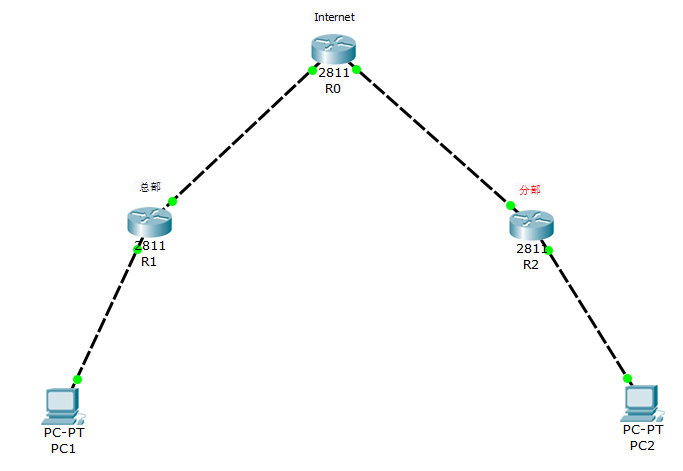 Internet
2811
R0
总部
2811
R1
分部
2811
R2
PC-PT
PC1
PC-PT
PC2